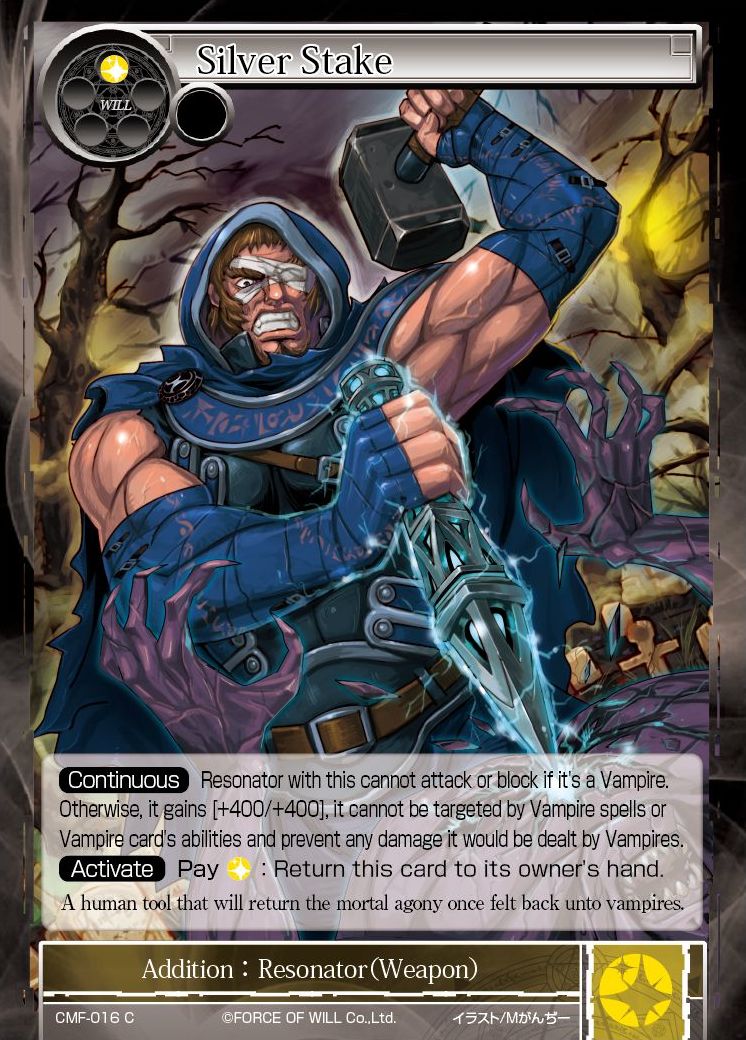 Silver Stake
WILL
Continuous Resonator with this cannot attack or block if it's a Vampire.
Otherwise, it gains [+400/+400], it cannot be targeted by Vampire spells or
Vampire card's abilities and prevent any damage it would be dealt by Vampires.
Activate Pay : Return this card to its owner's hand.
A human tool that will return the mortal agony once felt back unto vampires.
Addition : Resonator(Weapon)
CMF-016 C ©FORCE OF WILL Co.,Ltd. イラスト/Mがんぢー